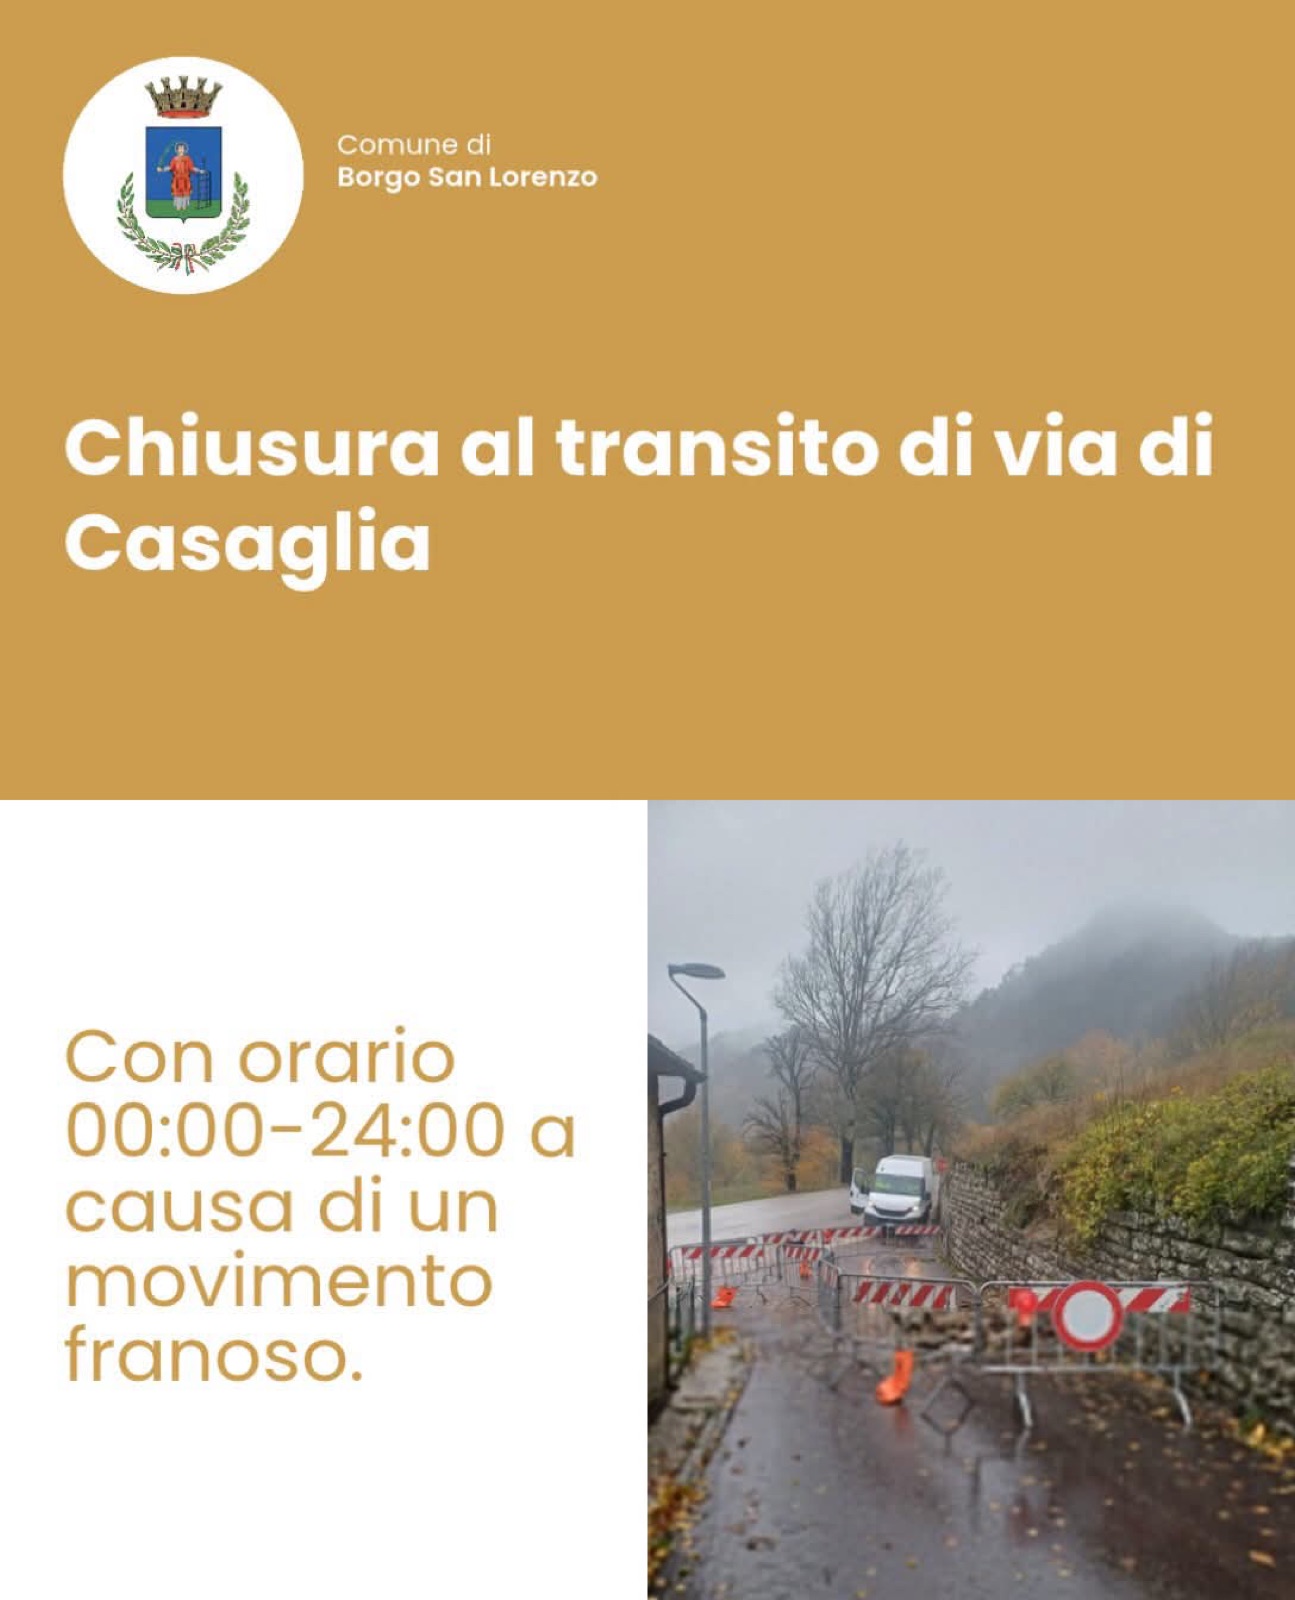 Comune di
Borgo San Lorenzo
Chiusura al transito di via di
Casaglia
Con orario
00:00-24:00 a
causa di un
movimento
franoso.